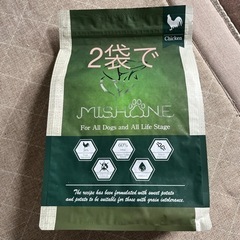 Chicken
2袋で
MISHONE
For All Dogs and All Life Stage
60%
The recipe has been formulated with sweet potato
and potato to be suitable for those with grain intolerance.